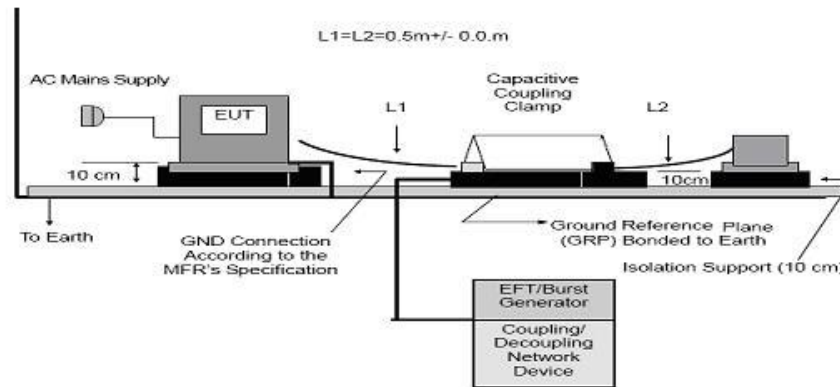 L1=L2=0.5m+/- 0.0.m
AC Mains Supply
EUT
L1
Capacitive
Coupling
Clamp
L2
10 cm
10cm
To Earth
GND Connection
According to the
MFR's Specification
Ground Reference Plane
(GRP) Bonded to Earth
Isolation Support (10 cm)
EFT/Burst
Generator
Coupling/
Decoupling
Network
Device